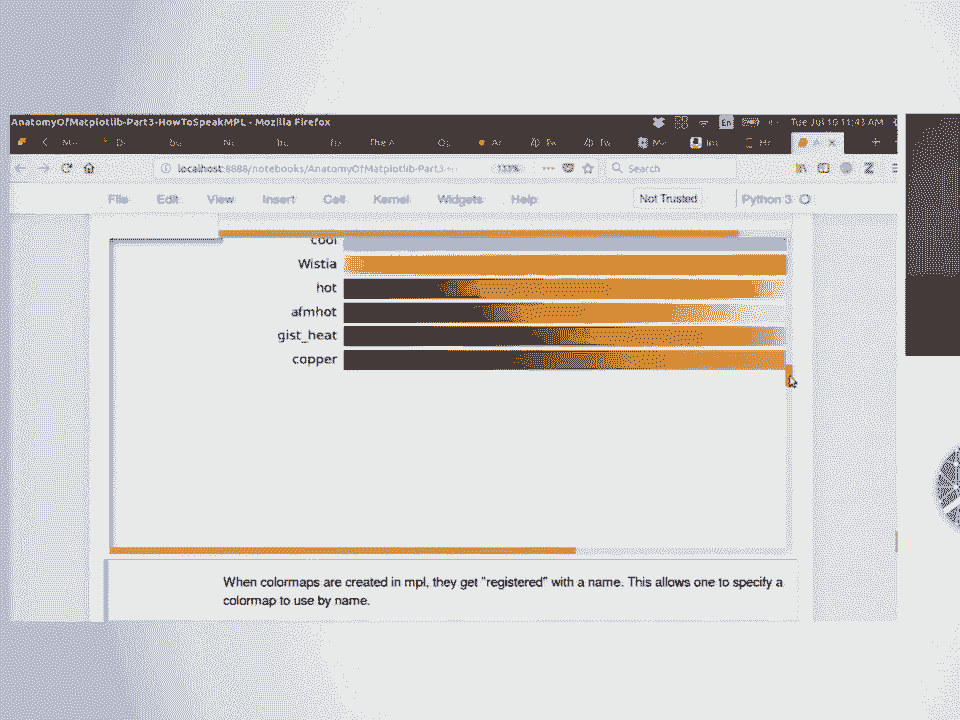 AnatomyOfMatplotlib-Part3-HowToSpeakMPL - Mozilla Firefox
En
Tue Jul 10 11:43 AM
The A
localhost:8888/notebooks/AnatomyOfMatplotlib-Part3-
133%
Search
File Edit View Insert Cell Kernel Widgets Help
Not Trusted
Python 3
cool
Wistia
hot
afmhot
gist_heat
copper
When colormaps are created in mpl, they get "registered" with a name. This allows one to specify a
colormap to use by name.